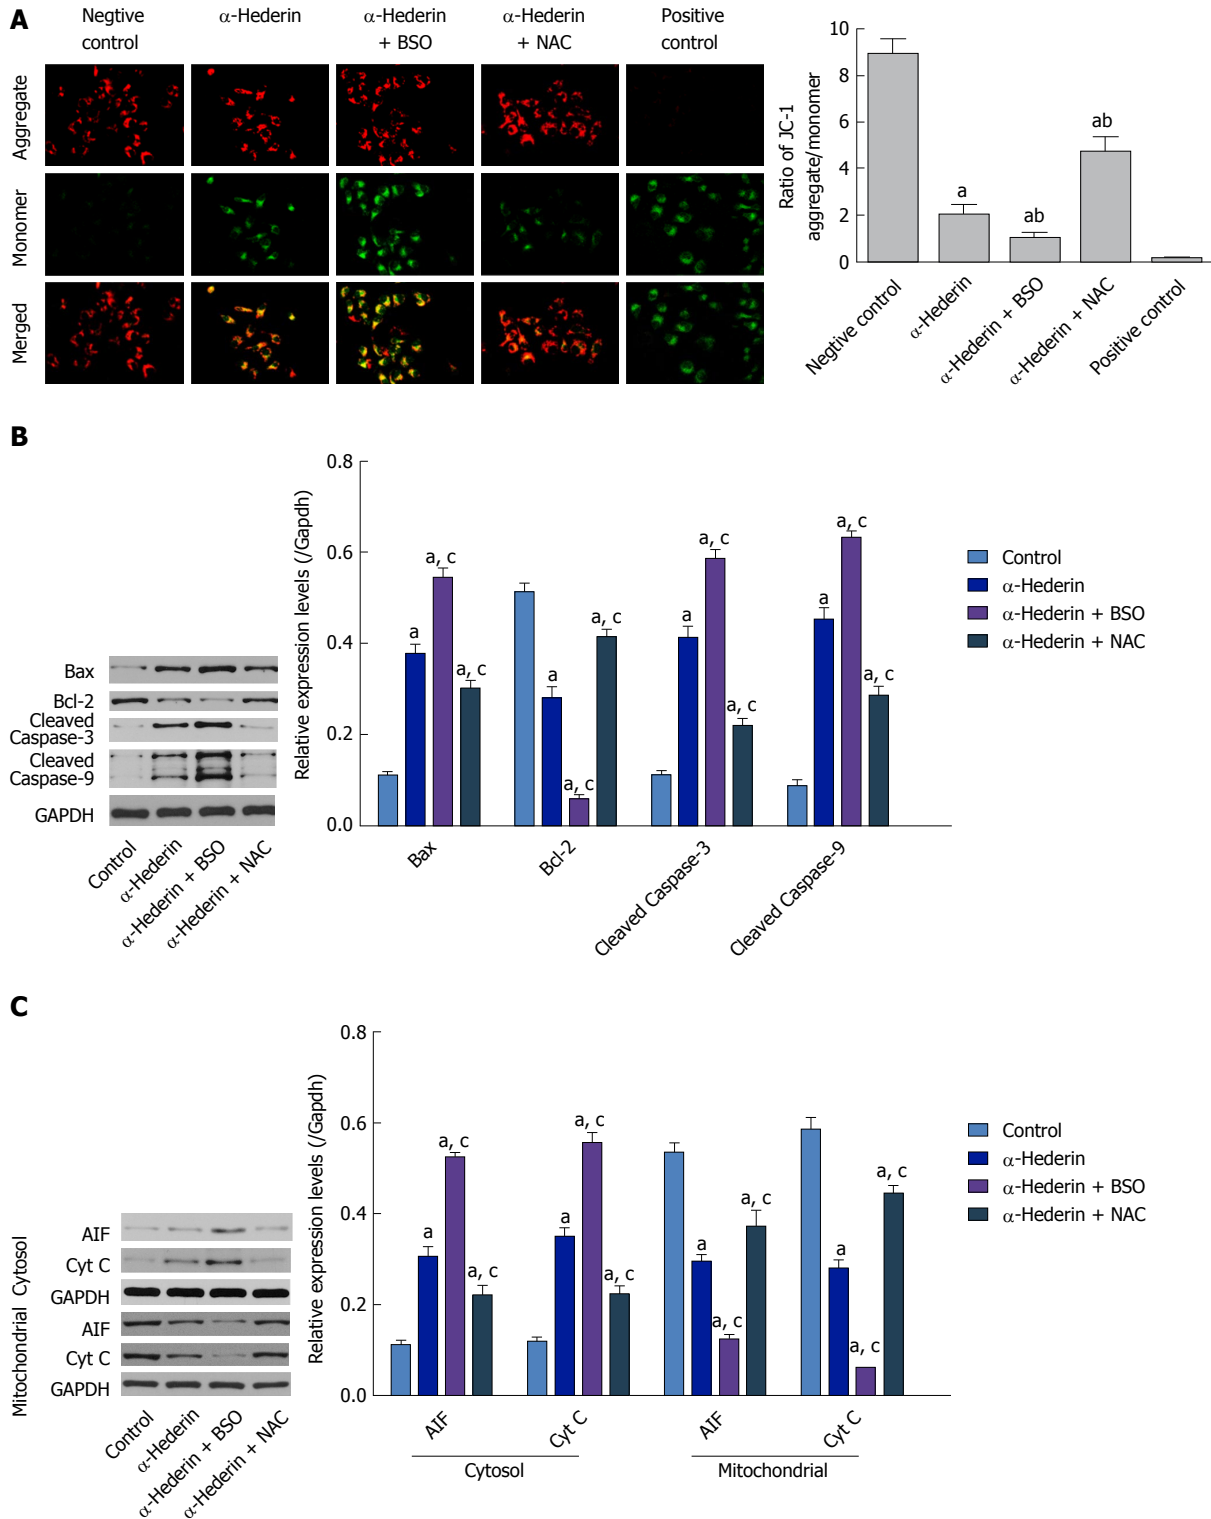 A
Negtive
control
α-Hederin
α-Hederin
+ BSO
α-Hederin
+ NAC
Positive
control
Aggregate
Monomer
Merged
Ratio of JC-1
aggregate/monomer
10
8
6
4
2
0
a
ab
ab
Negtive control
α-Hederin
α-Hederin + BSO
α-Hederin + NAC
Positive control
B
Bax
Bcl-2
Cleaved
Caspase-3
Cleaved
Caspase-9
GAPDH
Control
α-Hederin
α-Hederin + BSO
α-Hederin + NAC
Relative expression levels (/Gapdh)
0.8
0.6
0.4
0.2
0.0
a
a, c
a, c
a
a, c
a, c
a
a, c
a, c
a
a, c
a, c
Bax
Bcl-2
Cleaved Caspase-3
Cleaved Caspase-9
Control
α-Hederin
α-Hederin + BSO
α-Hederin + NAC
C
Cytosol
Mitochondrial
AIF
Cyt C
GAPDH
AIF
Cyt C
GAPDH
Control
α-Hederin
α-Hederin + BSO
α-Hederin + NAC
Relative expression levels (/Gapdh)
0.8
0.6
0.4
0.2
0.0
a
a, c
a, c
a
a, c
a, c
a
a, c
a, c
a
a, c
a, c
AIF
Cyt C
AIF
Cyt C
Cytosol
Mitochondrial
Control
α-Hederin
α-Hederin + BSO
α-Hederin + NAC